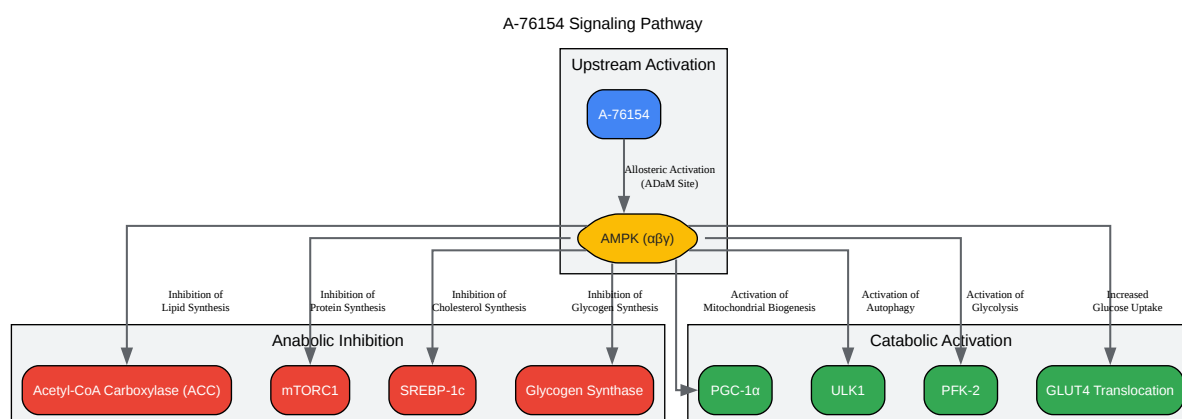 A-76154 Signaling Pathway
Upstream Activation
A-76154
Allosteric Activation
(ADaM Site)
AMPK (αβγ)
Inhibition of
Lipid Synthesis
Inhibition of
Protein Synthesis
Inhibition of
Cholesterol Synthesis
Inhibition of
Glycogen Synthesis
Activation of
Mitochondrial Biogenesis
Activation of
Autophagy
Activation of
Glycolysis
Increased
Glucose Uptake
Anabolic Inhibition
Catabolic Activation
Acetyl-CoA Carboxylase (ACC)
mTORC1
SREBP-1c
Glycogen Synthase
PGC-1α
ULK1
PFK-2
GLUT4 Translocation